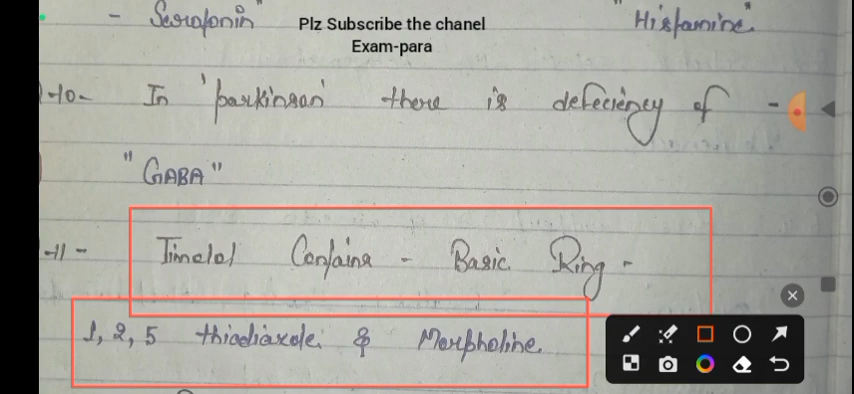 - Serotonin" "Histamine"
Plz Subscribe the chanel
Exam-para
-10- In 'parkinson' there is defeciency of -
"GABA"
-11 - Timolol Contains - Basic Ring -
1, 2, 5 thiadiazole & Morpholine.